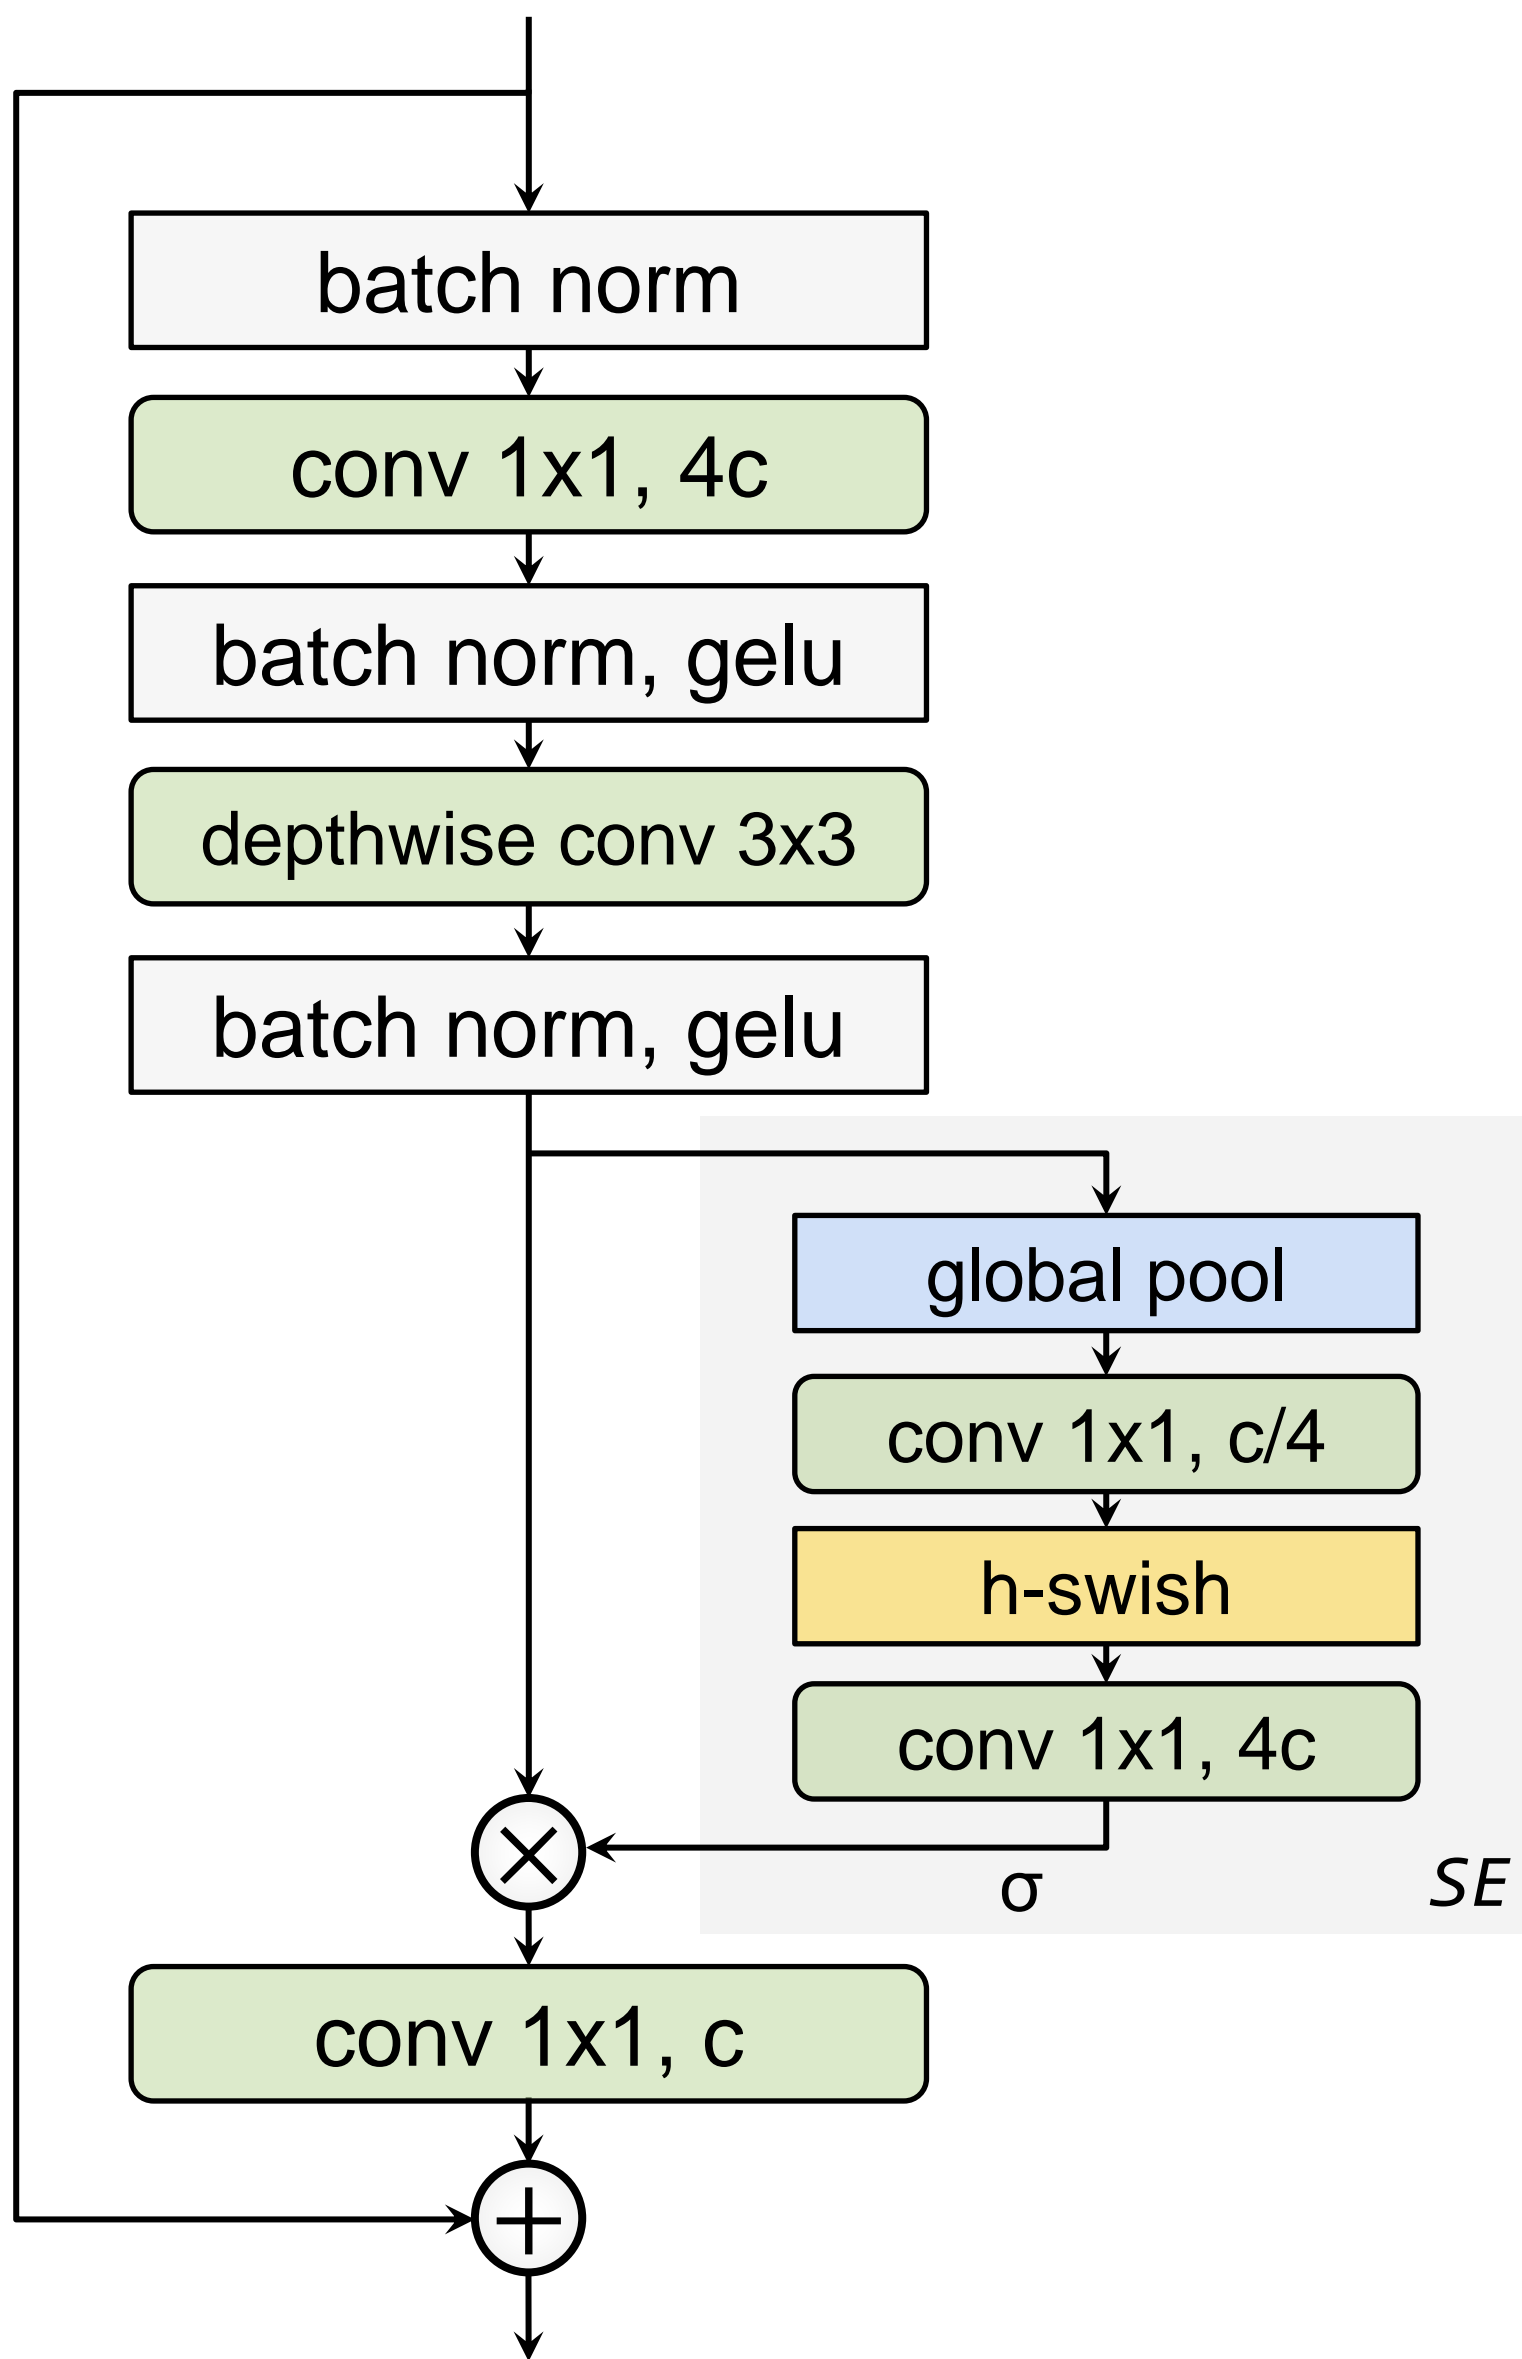 batch norm
conv 1x1, 4c
batch norm, gelu
depthwise conv 3x3
batch norm, gelu
global pool
conv 1x1, c/4
h-swish
conv 1x1, 4c
σ
SE
conv 1x1, c